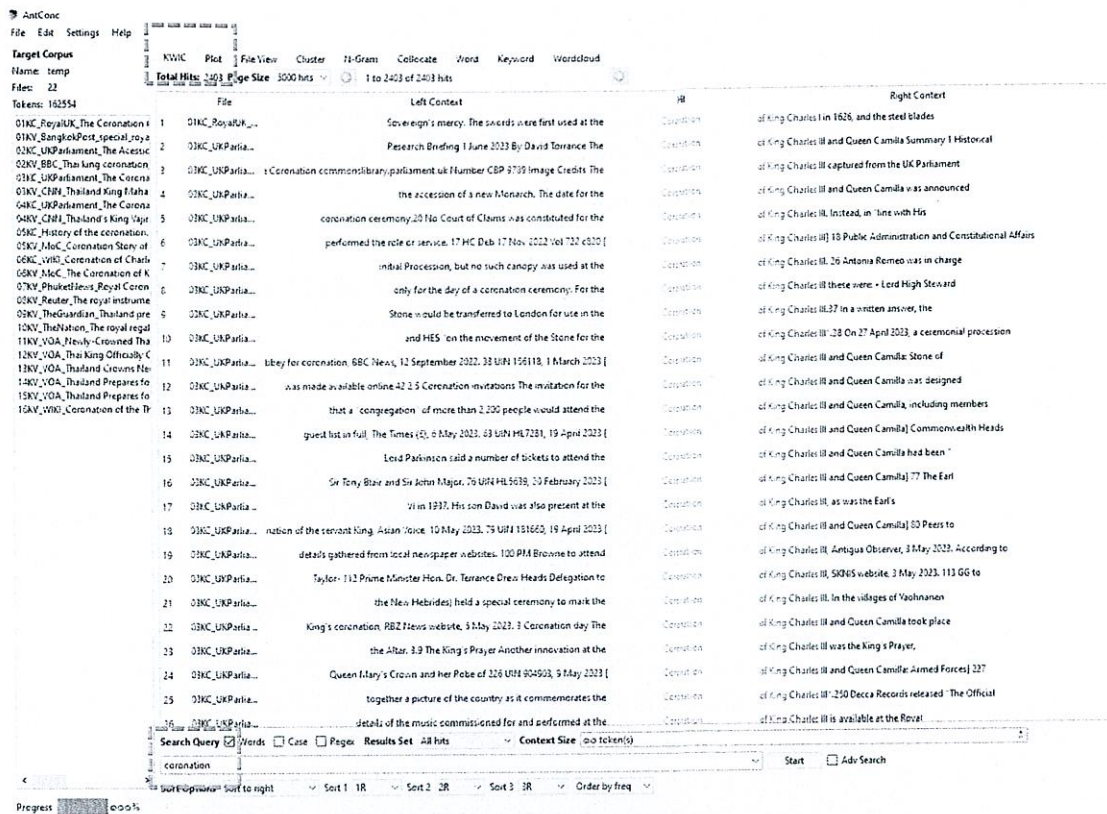 AntConc
File Edit Settings Help
Target Corpus
Name: temp
Files: 22
Tokens: 162554
01KC_RoyalUK_The Coronation
01KV_BangkokPost_special_roya
02KC_UKParliament_The Acessic
02KV_BBC_Thai king coronation,
03KC_UKParliament_The Corona
03KV_CNN_Thailand King Maha
04KC_UKParliament_The Corona
04KV_CNN_Thailand's King Vajir
05KC_History of the coronation.
05KV_MoC_Coronation Story of
06KC_WIKI_Coronation of Charle
06KV_MoC_The Coronation of K
07KV_PhuketNews_Royal Coron
08KV_Reuter_The royal instrume
09KV_TheGuardian_Thailand pre
10KV_TheNation_The royal regal
11KV_VOA_Newly-Crowned Tha
12KV_VOA_Thai King Officially C
13KV_VOA_Thailand Crowns Ne
14KV_VOA_Thailand Prepares fo
15KV_VOA_Thailand Prepares fo
16KV_WIKI_Coronation of the Th
KWIC Plot File View Cluster N-Gram Collocate Word Keyword Wordcloud
Total Hits: 2403 Page Size 3000 hits 1 to 2403 of 2403 hits
File Left Context Hit Right Context
1 01KC_RoyalUK_... Sovereign's mercy. The swords were first used at the Coronation of King Charles I in 1626, and the steel blades
2 03KC_UKParlia... Research Briefing 1 June 2023 By David Torrance The Coronation of King Charles III and Queen Camilla Summary 1 Historical
3 03KC_UKParlia... : Coronation commonslibrary.parliament.uk Number CBP 9789 Image Credits The Coronation of King Charles III captured from the UK Parliament
4 03KC_UKParlia... the accession of a new Monarch. The date for the Coronation of King Charles III and Queen Camilla was announced
5 03KC_UKParlia... coronation ceremony.20 No Court of Claims was constituted for the Coronation of King Charles III. Instead, in "line with His
6 03KC_UKParlia... performed the role or service. 17 HC Deb 17 Nov 2022 Vol 722 c820 [ Coronation of King Charles III] 18 Public Administration and Constitutional Affairs
7 03KC_UKParlia... initial Procession, but no such canopy was used at the Coronation of King Charles III. 26 Antonia Romeo was in charge
8 03KC_UKParlia... only for the day of a coronation ceremony. For the Coronation of King Charles III these were: • Lord High Steward
9 03KC_UKParlia... Stone would be transferred to London for use in the Coronation of King Charles III.37 In a written answer, the
10 03KC_UKParlia... and HES "on the movement of the Stone for the Coronation of King Charles III".38 On 27 April 2023, a ceremonial procession
11 03KC_UKParlia... bbey for coronation, BBC News, 12 September 2022. 38 UIN 156118, 1 March 2023 [ Coronation of King Charles III and Queen Camilla: Stone of
12 03KC_UKParlia... was made available online 42 2.5 Coronation invitations The invitation for the Coronation of King Charles III and Queen Camilla was designed
13 03KC_UKParlia... that a "congregation" of more than 2,200 people would attend the Coronation of King Charles III and Queen Camilla, including members
14 03KC_UKParlia... guest list in full, The Times (£), 6 May 2023. 63 UIN HL7231, 19 April 2023 [ Coronation of King Charles III and Queen Camilla] Commonwealth Heads
15 03KC_UKParlia... Lord Parkinson said a number of tickets to attend the Coronation of King Charles III and Queen Camilla had been "
16 03KC_UKParlia... Sir Tony Blair and Sir John Major. 76 UIN HL5639, 20 February 2023 [ Coronation of King Charles III and Queen Camilla] 77 The Earl
17 03KC_UKParlia... VI in 1937. His son David was also present at the Coronation of King Charles III, as was the Earl's
18 03KC_UKParlia... nation of the servant King, Asian Voice, 10 May 2023. 79 UIN 181660, 19 April 2023 [ Coronation of King Charles III and Queen Camilla] 80 Peers to
19 03KC_UKParlia... details gathered from local newspaper websites. 100 PM Browne to attend Coronation of King Charles III, Antigua Observer, 3 May 2023. According to
20 03KC_UKParlia... Taylor- 112 Prime Minister Hon. Dr. Terrance Drew Heads Delegation to Coronation of King Charles III, SKNIS website, 3 May 2023. 113 GG to
21 03KC_UKParlia... the New Hebrides) held a special ceremony to mark the Coronation of King Charles III. In the villages of Yaohnanen
22 03KC_UKParlia... King's coronation, RBZ News website, 5 May 2023. 3 Coronation day The Coronation of King Charles III and Queen Camilla took place
23 03KC_UKParlia... the Altar. 3.9 The King's Prayer Another innovation at the Coronation of King Charles III was the King's Prayer,
24 03KC_UKParlia... Queen Mary's Crown and her Robe of 226 UIN 904903, 9 May 2023 [ Coronation of King Charles III and Queen Camilla: Armed Forces] 227
25 03KC_UKParlia... together a picture of the country as it commemorates the Coronation of King Charles III".250 Decca Records released "The Official
26 03KC_UKParlia... details of the music commissioned for and performed at the Coronation of King Charles III is available at the Royal
Search Query Words Case Regex Results Set All hits Context Size token(s)
coronation Start Adv Search
Sort Options Sort to right Sort 1 1R Sort 2 2R Sort 3 3R Order by freq
Progress